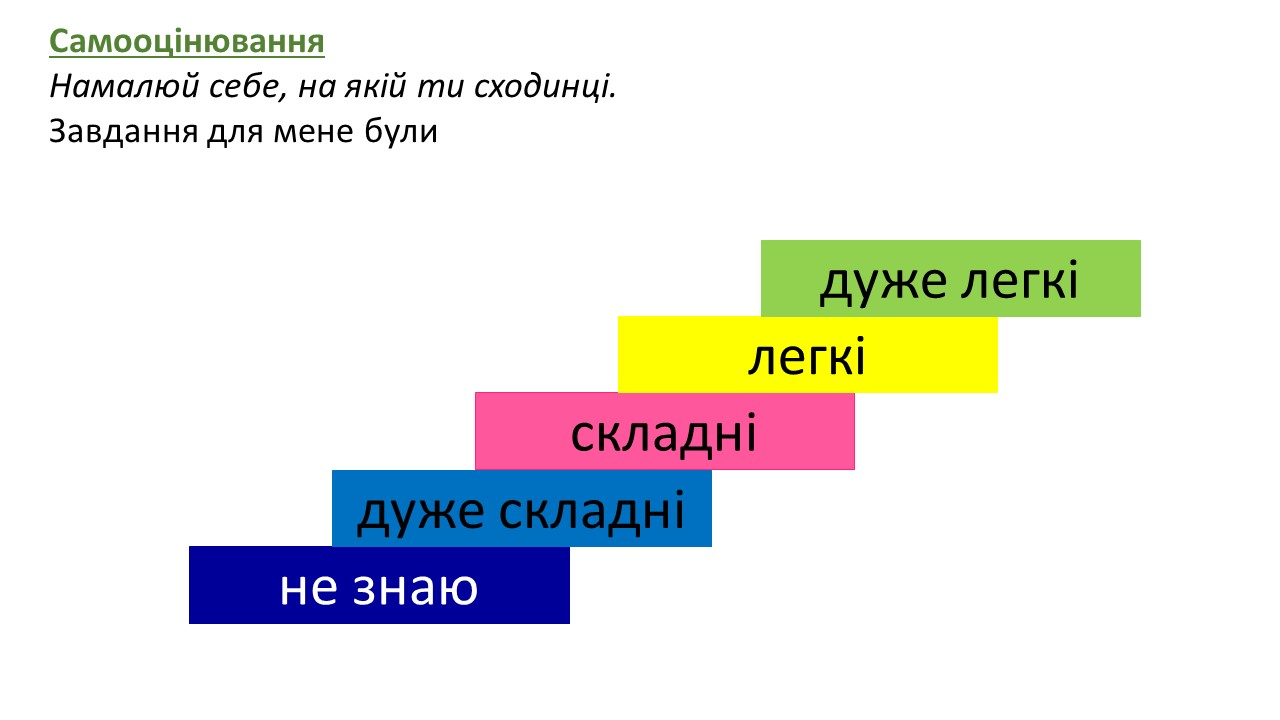 Самооцінювання
Намалюй себе, на якій ти сходинці.
Завдання для мене були
дуже легкі
легкі
складні
дуже складні
не знаю